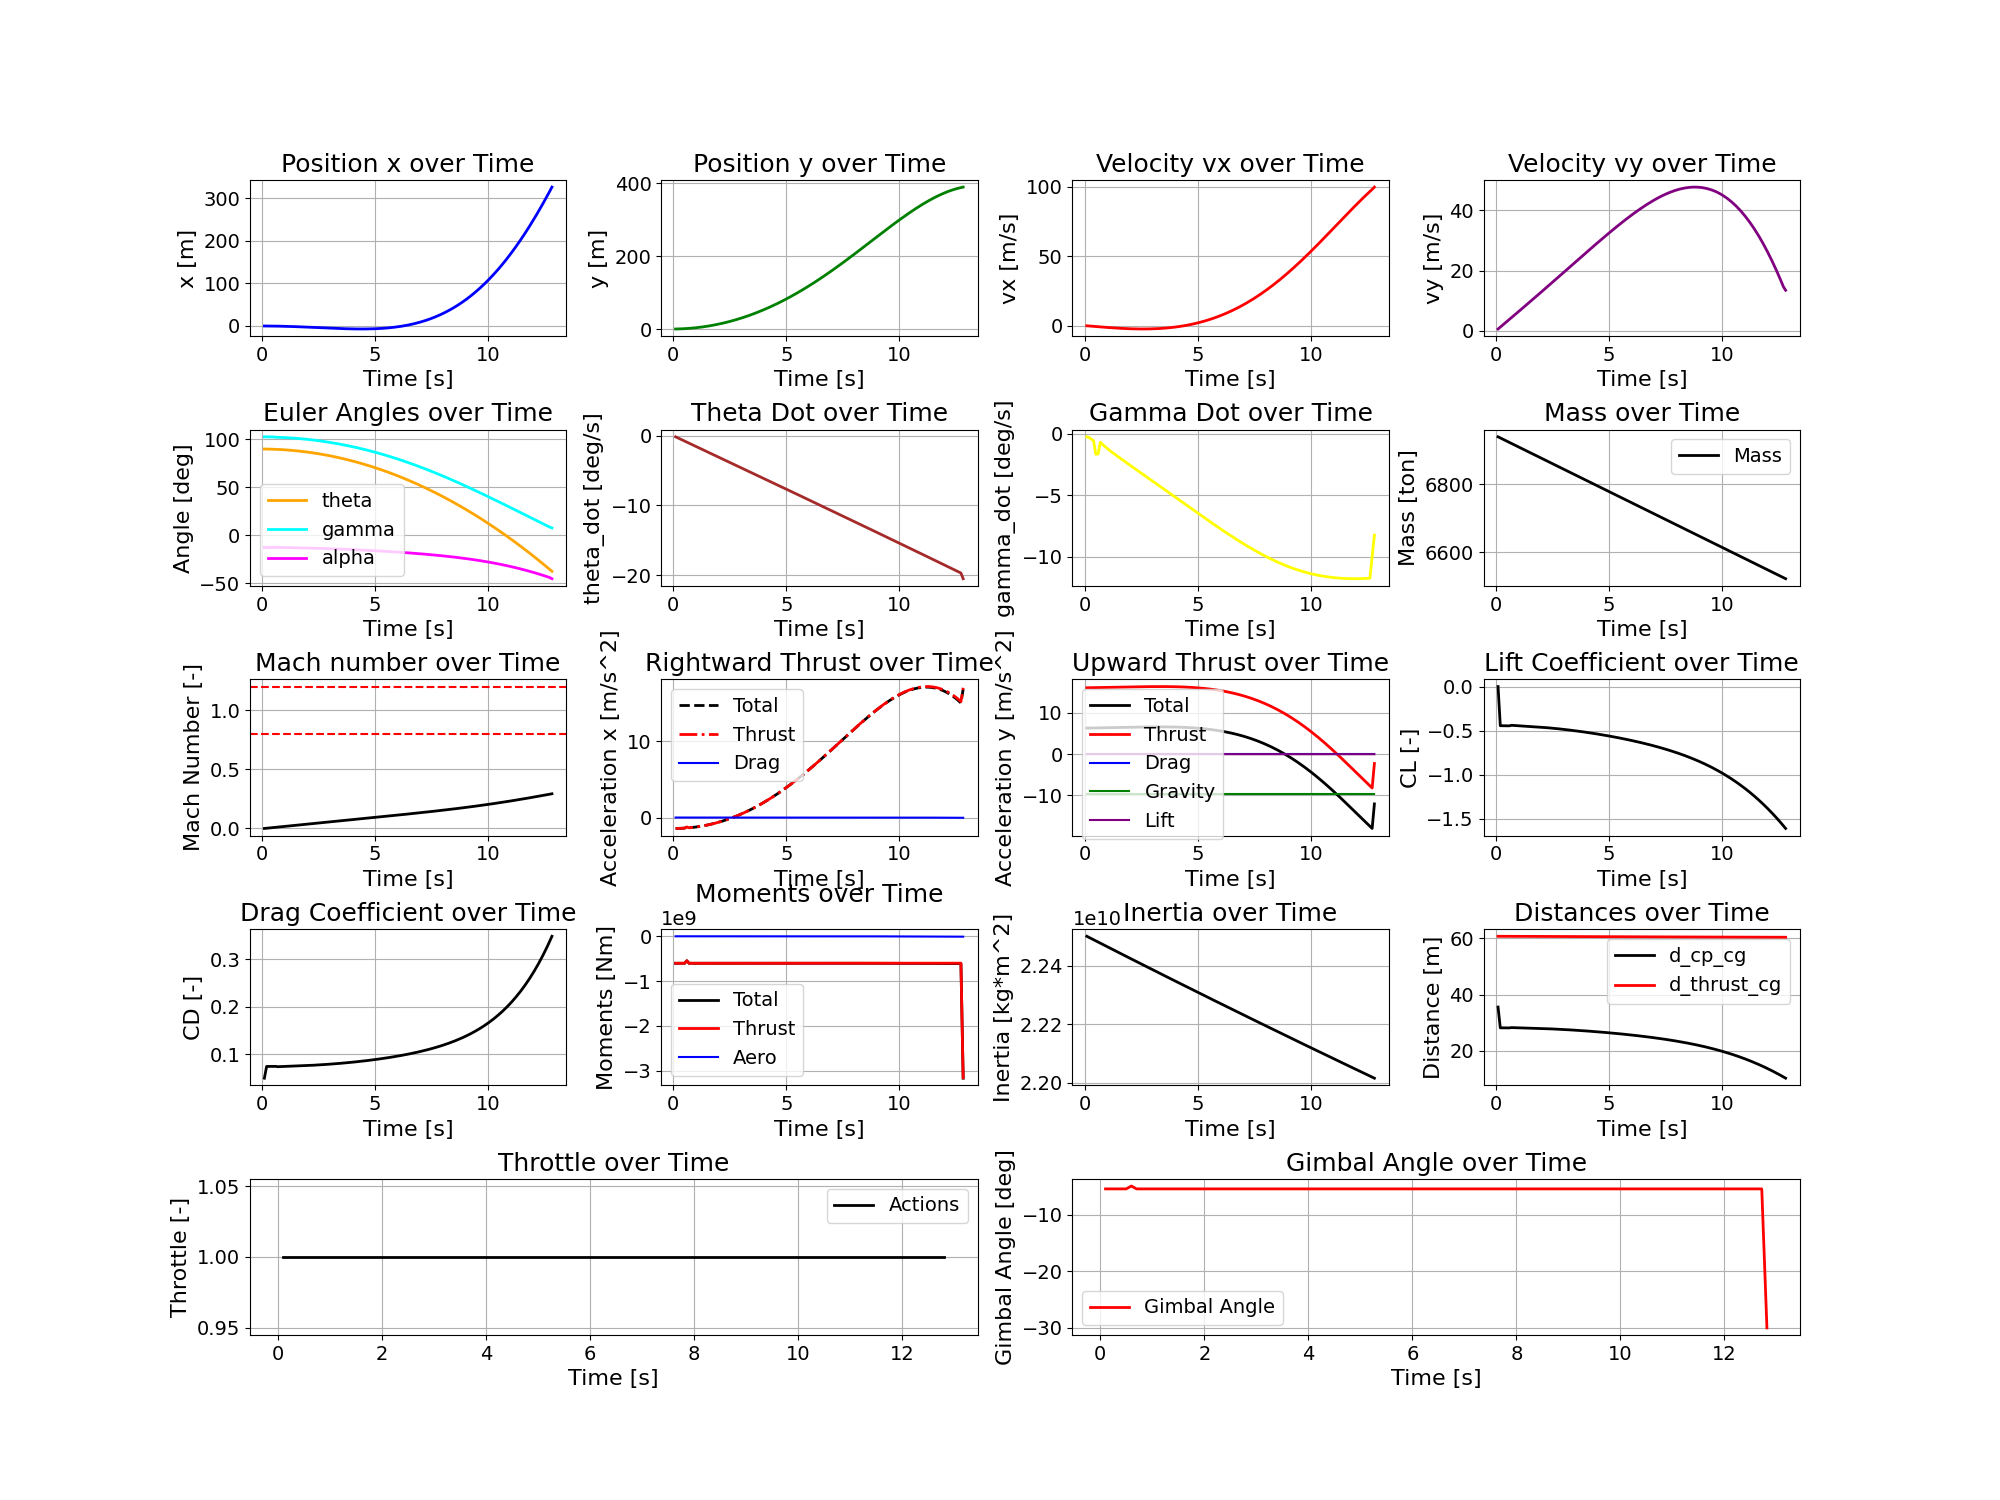 Position x over Time
x [m]
300
200
100
0
0 5 10
Time [s]
Position y over Time
y [m]
400
200
0
0 5 10
Time [s]
Velocity vx over Time
vx [m/s]
100
50
0
0 5 10
Time [s]
Velocity vy over Time
vy [m/s]
40
20
0
0 5 10
Time [s]
Euler Angles over Time
Angle [deg]
100
50
0
−50
theta
gamma
alpha
0 5 10
Time [s]
Theta Dot over Time
theta_dot [deg/s]
0
−10
−20
0 5 10
Time [s]
Gamma Dot over Time
gamma_dot [deg/s]
0
−5
−10
0 5 10
Time [s]
Mass over Time
Mass [ton]
6800
6600
Mass
0 5 10
Time [s]
Mach number over Time
Mach Number [-]
1.0
0.5
0.0
0 5 10
Time [s]
Rightward Thrust over Time
Acceleration x [m/s^2]
10
0
Total
Thrust
Drag
0 5 10
Time [s]
Upward Thrust over Time
Acceleration y [m/s^2]
10
0
−10
Total
Thrust
Drag
Gravity
Lift
0 5 10
Time [s]
Lift Coefficient over Time
CL [-]
0.0
−0.5
−1.0
−1.5
0 5 10
Time [s]
Drag Coefficient over Time
CD [-]
0.3
0.2
0.1
0 5 10
Time [s]
Moments over Time
1e9
Moments [Nm]
0
−1
−2
−3
Total
Thrust
Aero
0 5 10
Time [s]
Inertia over Time
1e10
Inertia [kg*m^2]
2.24
2.22
2.20
0 5 10
Time [s]
Distances over Time
Distance [m]
60
40
20
d_cp_cg
d_thrust_cg
0 5 10
Time [s]
Throttle over Time
Throttle [-]
1.05
1.00
0.95
Actions
0 2 4 6 8 10 12
Time [s]
Gimbal Angle over Time
Gimbal Angle [deg]
−10
−20
−30
Gimbal Angle
0 2 4 6 8 10 12
Time [s]